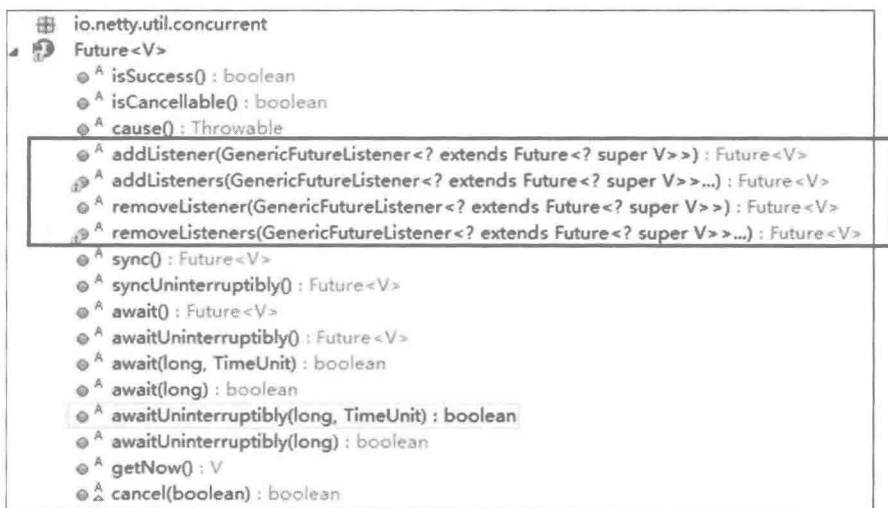 io.netty.util.concurrent
Future<V>
A isSuccess() : boolean
A isCancellable() : boolean
A cause() : Throwable
A addListener(GenericFutureListener<? extends Future<? super V>>) : Future<V>
A addListeners(GenericFutureListener<? extends Future<? super V>>...) : Future<V>
A removeListener(GenericFutureListener<? extends Future<? super V>>) : Future<V>
A removeListeners(GenericFutureListener<? extends Future<? super V>>...) : Future<V>
A sync() : Future<V>
A syncUninterruptibly() : Future<V>
A await() : Future<V>
A awaitUninterruptibly() : Future<V>
A await(long, TimeUnit) : boolean
A await(long) : boolean
A awaitUninterruptibly(long, TimeUnit) : boolean
A awaitUninterruptibly(long) : boolean
A getNow() : V
A cancel(boolean) : boolean